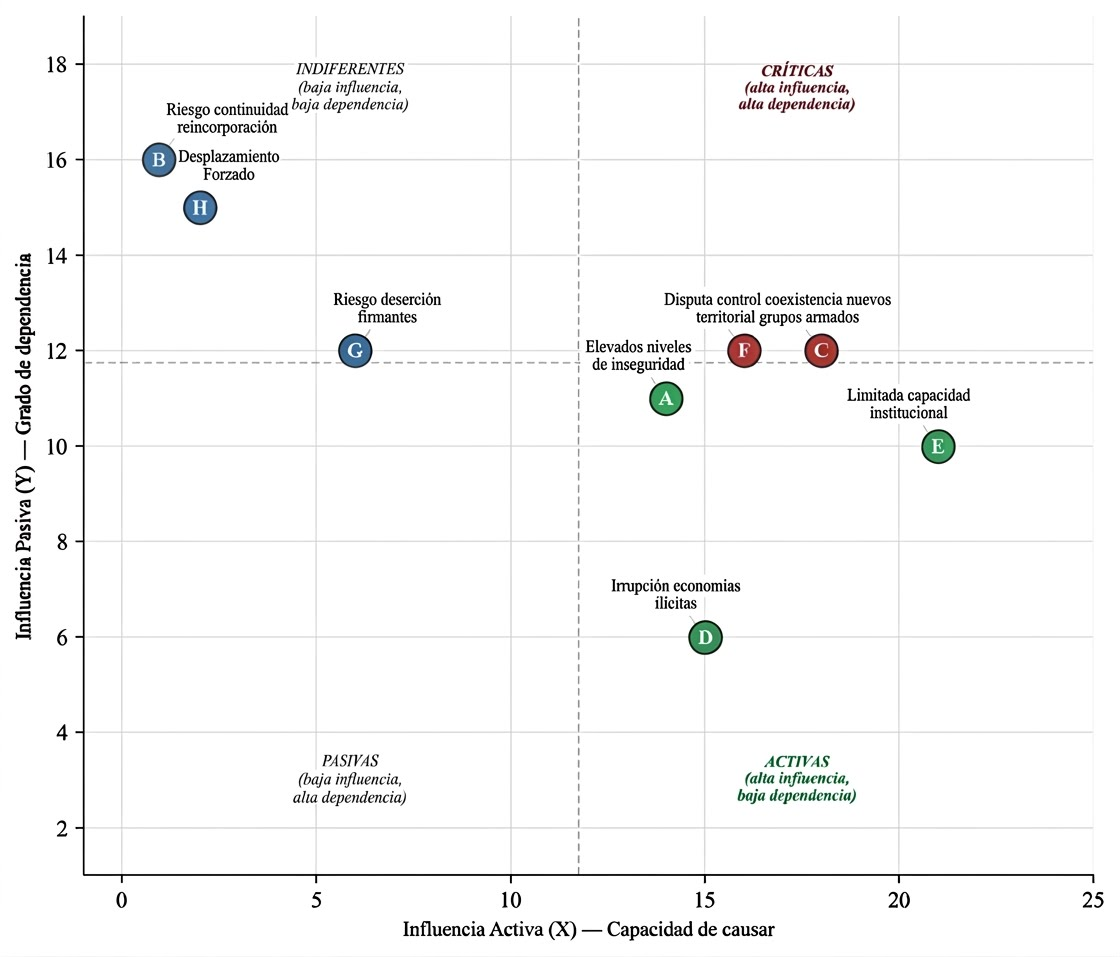 18
INDIFERENTES
(baja influencia,
baja dependencia)
CRÍTICAS
(alta influencia,
alta dependencia)
Riesgo continuidad
reincorporación
16
B
Desplazamiento
Forzado
H
14
Riesgo deserción
firmantes
Disputa control coexistencia nuevos
territorial grupos armados
12
G
F
C
Elevados niveles
de inseguridad
A
Limitada capacidad
institucional
10
E
8
Irrupción economias
ilicitas
6
D
4
PASIVAS
(baja influencia,
alta dependencia)
ACTIVAS
(alta influencia,
baja dependencia)
2
0
5
10
15
20
25
Influencia Activa (X) — Capacidad de causar
Influencia Pasiva (Y) — Grado de dependencia